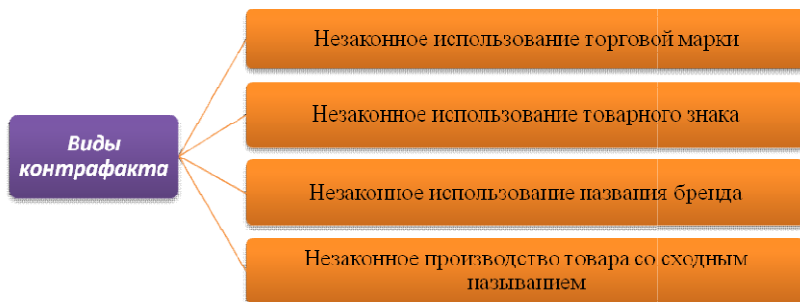 Незаконное использование торговой марки
Незаконное использование товарного знака
Виды
контрафакта
Незаконное использование названия бренда
Незаконное производство товара со сходным
называнием